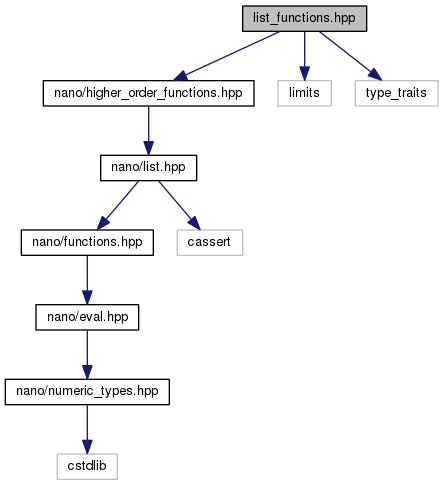 list_functions.hpp
nano/higher_order_functions.hpp
limits
type_traits
nano/list.hpp
nano/functions.hpp
cassert
nano/eval.hpp
nano/numeric_types.hpp
cstdlib